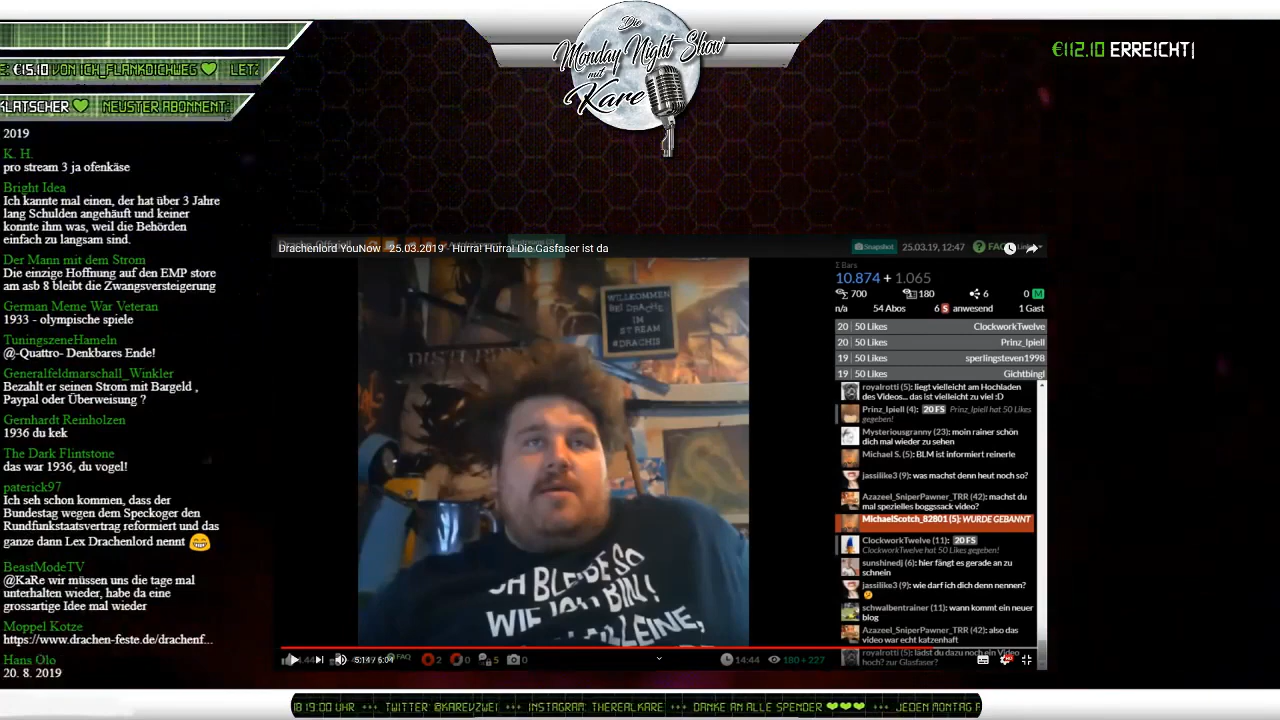 Die
Monday Night Show
mit
Kare
€112.10 ERREICHT!
€15.10 VON ICH_FLANKDICHWEG
KLATSCHER NEUSTER ABONNENT:
2019
K. H.
pro stream 3 ja ofenkäse
Bright Idea
Ich kannte mal einen, der hat über 3 Jahre
lang Schulden angehäuft und keiner
konnte ihm was, weil die Behörden
einfach zu langsam sind.
Der Mann mit dem Strom
Die einzige Hoffnung auf den EMP store
am asb 8 bleibt die Zwangsversteigerung
German Meme War Veteran
1933 - olympische spiele
TuningszeneHameln
@-Quattro- Denkbares Ende!
Generalfeldmarschall_Winkler
Bezahlt er seinen Strom mit Bargeld ,
Paypal oder Überweisung ?
Gernhardt Reinholzen
1936 du kek
The Dark Flintstone
das war 1936, du vogel!
paterick97
Ich seh schon kommen, dass der
Bundestag wegen dem Speckoger den
Rundfunkstaatsvertrag reformiert und das
ganze dann Lex Drachenlord nennt 😂
BeastModeTV
@KaRe wir müssen uns die tage mal
unterhalten wieder, habe da eine
grossartige Idee mal wieder
Moppel Kotze
https://www.drachen-feste.de/drachenf...
Hans Olo
20. 8. 2019
Drachenlord YouNow - 25.03.2019 - Hurra! Hurra! Die Gasfaser ist da
Snapshot 25.03.19, 12:47 FAQ
WILLKOMMEN
BEI DRACHE
IM
STREAM
#DRACHIS
ICH BLEIBE SO
WIE ICH BIN!
Σ Bars
10.874 + 1.065
700 180 6 0 M
n/a 54 Abos 6 S anwesend 1 Gast
20 | 50 Likes ClockworkTwelve
20 | 50 Likes Prinz_Ipiell
19 | 50 Likes sperlingsteven1998
19 | 50 Likes Gichtbingl
royalrotti (5): liegt vielleicht am Hochladen
des Videos... das ist vielleicht zu viel :D
Prinz_Ipiell (4): 20 FS Prinz_Ipiell hat 50 Likes
gegeben!
Mysteriousgranny (23): moin rainer schön
dich mal wieder zu sehen
Michael S. (5): BLM ist informiert reinerle
jassilike3 (9): was machst denn heut noch so?
Azazeel_SniperPawner_TRR (42): machst du
mal spezielles boggssack video?
MichaelScotch_82801 (5): WURDE GEBANNT
ClockworkTwelve (11): 20 FS
ClockworkTwelve hat 50 Likes gegeben!
sunshinedj (6): hier fängt es gerade an zu
schnein
jassilike3 (9): wie darf ich dich denn nennen?
🤔
schwalbentrainer (11): wann kommt ein neuer
blog
Azazeel_SniperPawner_TRR (42): also das
video war echt katzenhaft
royalrotti (5): lädst du dazu noch ein Video
hoch? zur Glasfaser?
5:14 / 6:04 FAQ 2 0 5 0 14:44 180 + 227
19:00 UHR +++ TWITTER: @KAREVZWEI +++ INSTAGRAM: THEREALKARE +++ DANKE AN ALLE SPENDER ❤❤❤ +++ JEDEN MONTAG